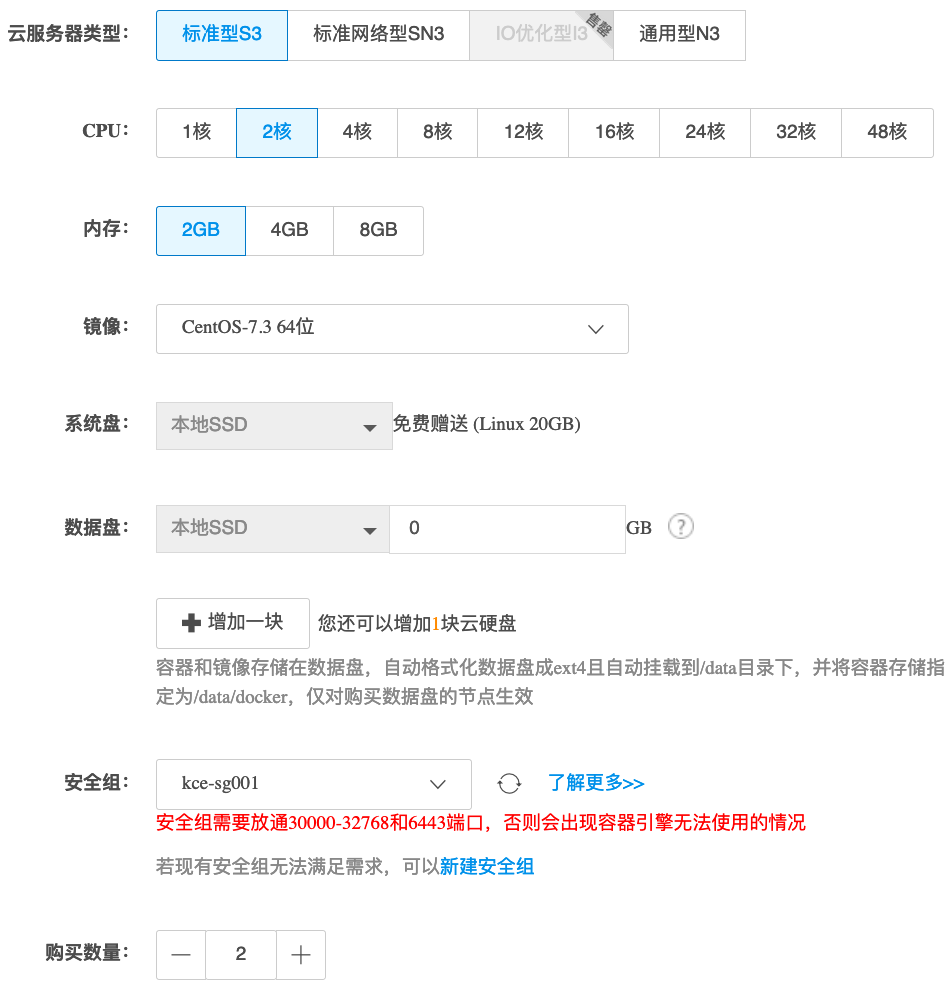 云服务器类型： 标准型S3 标准网络型SN3 IO优化型I3 售罄 通用型N3
CPU： 1核 2核 4核 8核 12核 16核 24核 32核 48核
内存： 2GB 4GB 8GB
镜像： CentOS-7.3 64位
系统盘： 本地SSD 免费赠送 (Linux 20GB)
数据盘： 本地SSD 0 GB ?
增加一块 您还可以增加1块云硬盘
容器和镜像存储在数据盘，自动格式化数据盘成ext4且自动挂载到/data目录下，并将容器存储指
定为/data/docker，仅对购买数据盘的节点生效
安全组： kce-sg001 了解更多>>
安全组需要放通30000-32768和6443端口，否则会出现容器引擎无法使用的情况
若现有安全组无法满足需求，可以新建安全组
购买数量： 2